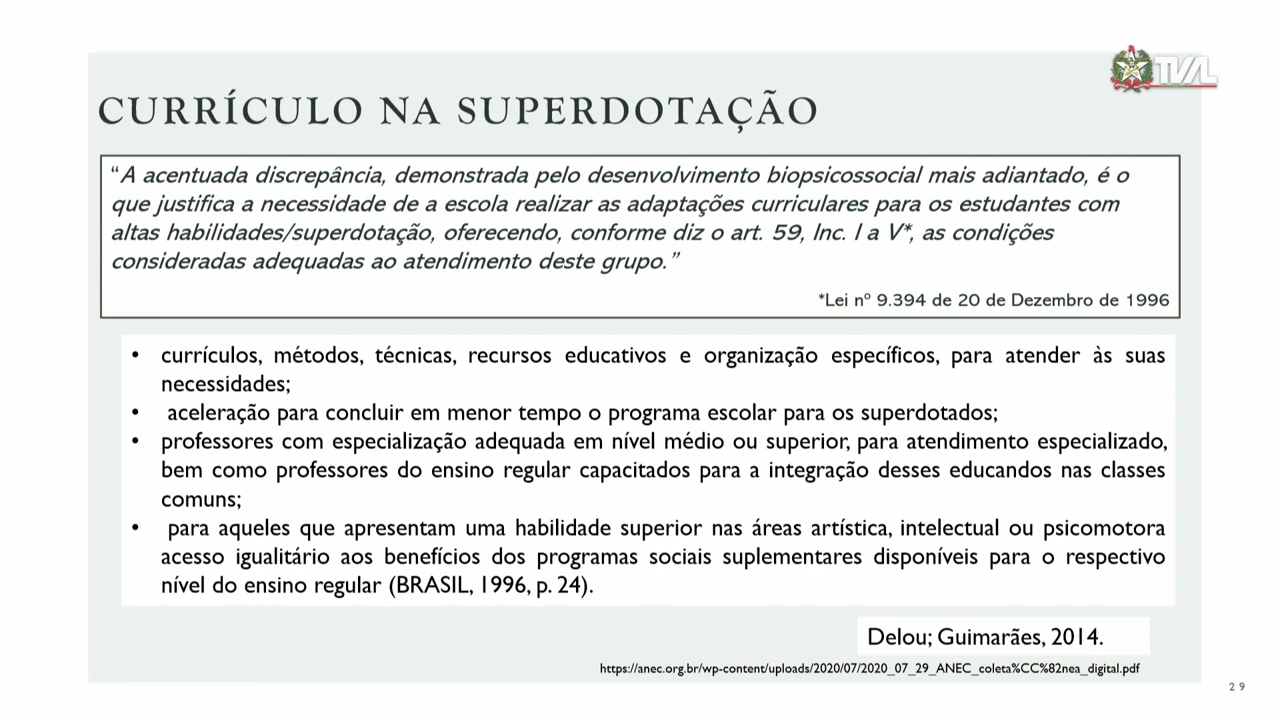 TVAL
CURRÍCULO NA SUPERDOTAÇÃO
“A acentuada discrepância, demonstrada pelo desenvolvimento biopsicossocial mais adiantado, é o
que justifica a necessidade de a escola realizar as adaptações curriculares para os estudantes com
altas habilidades/superdotação, oferecendo, conforme diz o art. 59, Inc. I a V*, as condições
consideradas adequadas ao atendimento deste grupo.”
*Lei nº 9.394 de 20 de Dezembro de 1996
• currículos, métodos, técnicas, recursos educativos e organização específicos, para atender às suas
necessidades;
• aceleração para concluir em menor tempo o programa escolar para os superdotados;
• professores com especialização adequada em nível médio ou superior, para atendimento especializado,
bem como professores do ensino regular capacitados para a integração desses educandos nas classes
comuns;
• para aqueles que apresentam uma habilidade superior nas áreas artística, intelectual ou psicomotora
acesso igualitário aos benefícios dos programas sociais suplementares disponíveis para o respectivo
nível do ensino regular (BRASIL, 1996, p. 24).
Delou; Guimarães, 2014.
https://anec.org.br/wp-content/uploads/2020/07/2020_07_29_ANEC_coleta%CC%82nea_digital.pdf
29